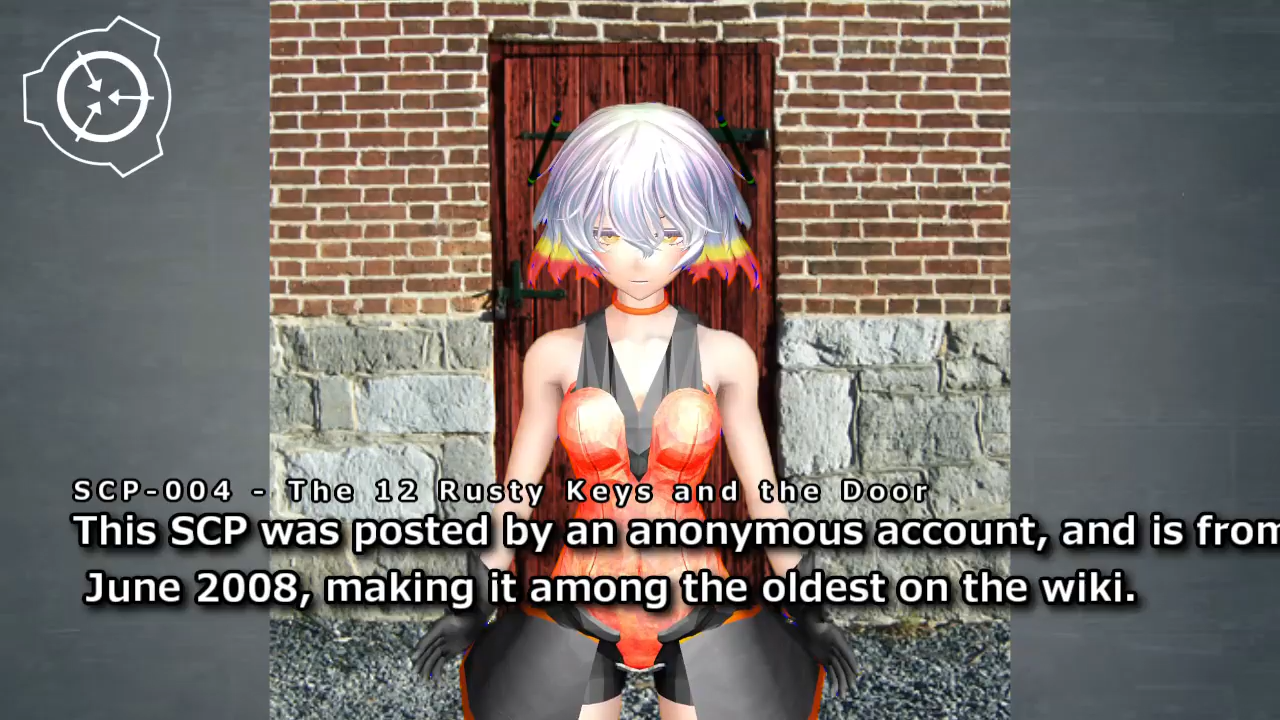 SCP-004 - The 12 Rusty Keys and the Door
This SCP was posted by an anonymous account, and is from
June 2008, making it among the oldest on the wiki.